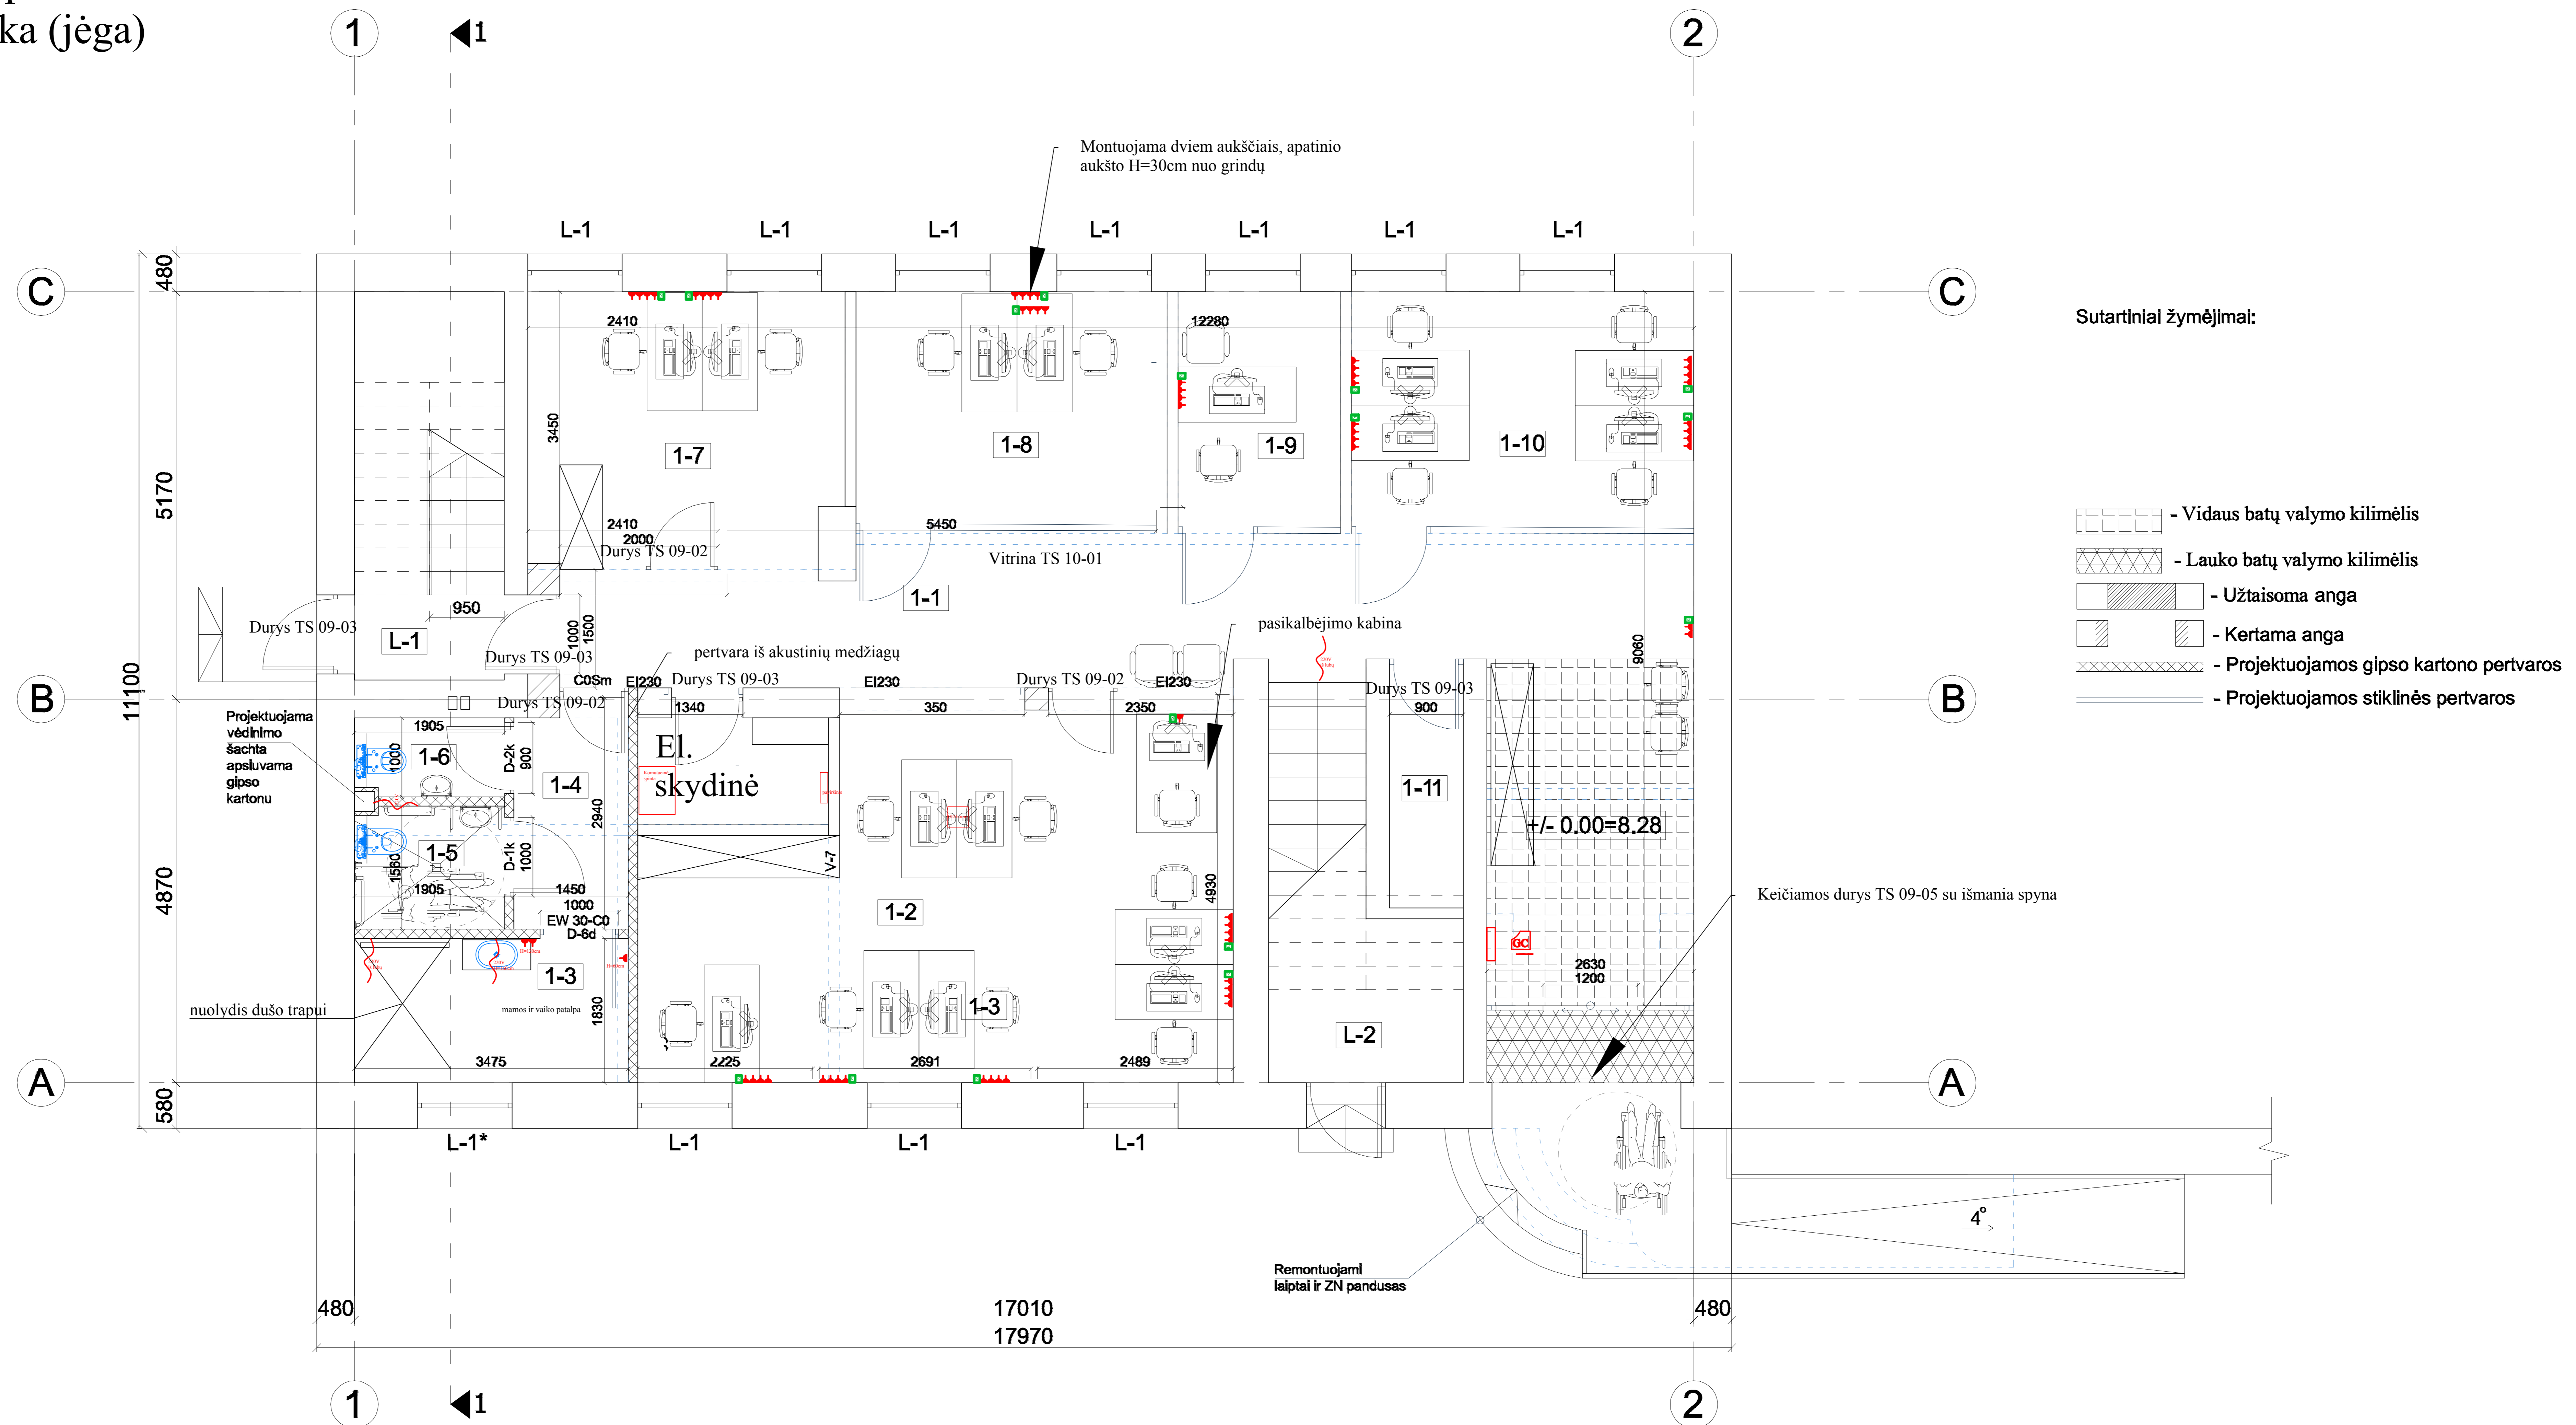 ka (jėga)
1
1
2
Montuojama dviem aukščiais, apatinio
aukšto H=30cm nuo grindų
L-1
L-1
L-1
L-1
L-1
L-1
L-1
480
C
C
Sutartiniai žymėjimai:
2410
12280
3450
1-7
1-8
1-9
1-10
5170
- Vidaus batų valymo kilimėlis
- Lauko batų valymo kilimėlis
- Užtaisoma anga
- Kertama anga
- Projektuojamos gipso kartono pertvaros
- Projektuojamos stiklinės pertvaros
2410
5450
2000
Durys TS 09-02
Vitrina TS 10-01
1-1
950
Durys TS 09-03
L-1
1000
1500
pasikalbėjimo kabina
220V
Durys TS 09-03
pertvara iš akustinių medžiagų
9060
11100
C0Sm
EI230
Durys TS 09-03
EI230
Durys TS 09-02
EI230
Durys TS 09-03
B
B
Durys TS 09-02
1340
350
2350
900
Projektuojama
vėdinimo
šachta
apsiuvama
gipso
kartonu
1905
1-6
1000
D-2k
900
1-4
El.
skydinė
1-11
2940
+/- 0.00=8.28
1-5
1560
D-1k
1000
V-7
1905
1450
1000
4870
4930
1-2
EW 30-C0
D-6d
Keičiamos durys TS 09-05 su išmania spyna
GC
220V
220V
H=120cm
H=60cm
1-3
2630
1200
nuolydis dušo trapui
mamos ir vaiko patalpa
1830
1-3
L-2
3475
2225
2691
2489
A
A
580
L-1*
L-1
L-1
L-1
4°
Remontuojami
laiptai ir ZN pandusas
480
17010
480
17970
1
1
2